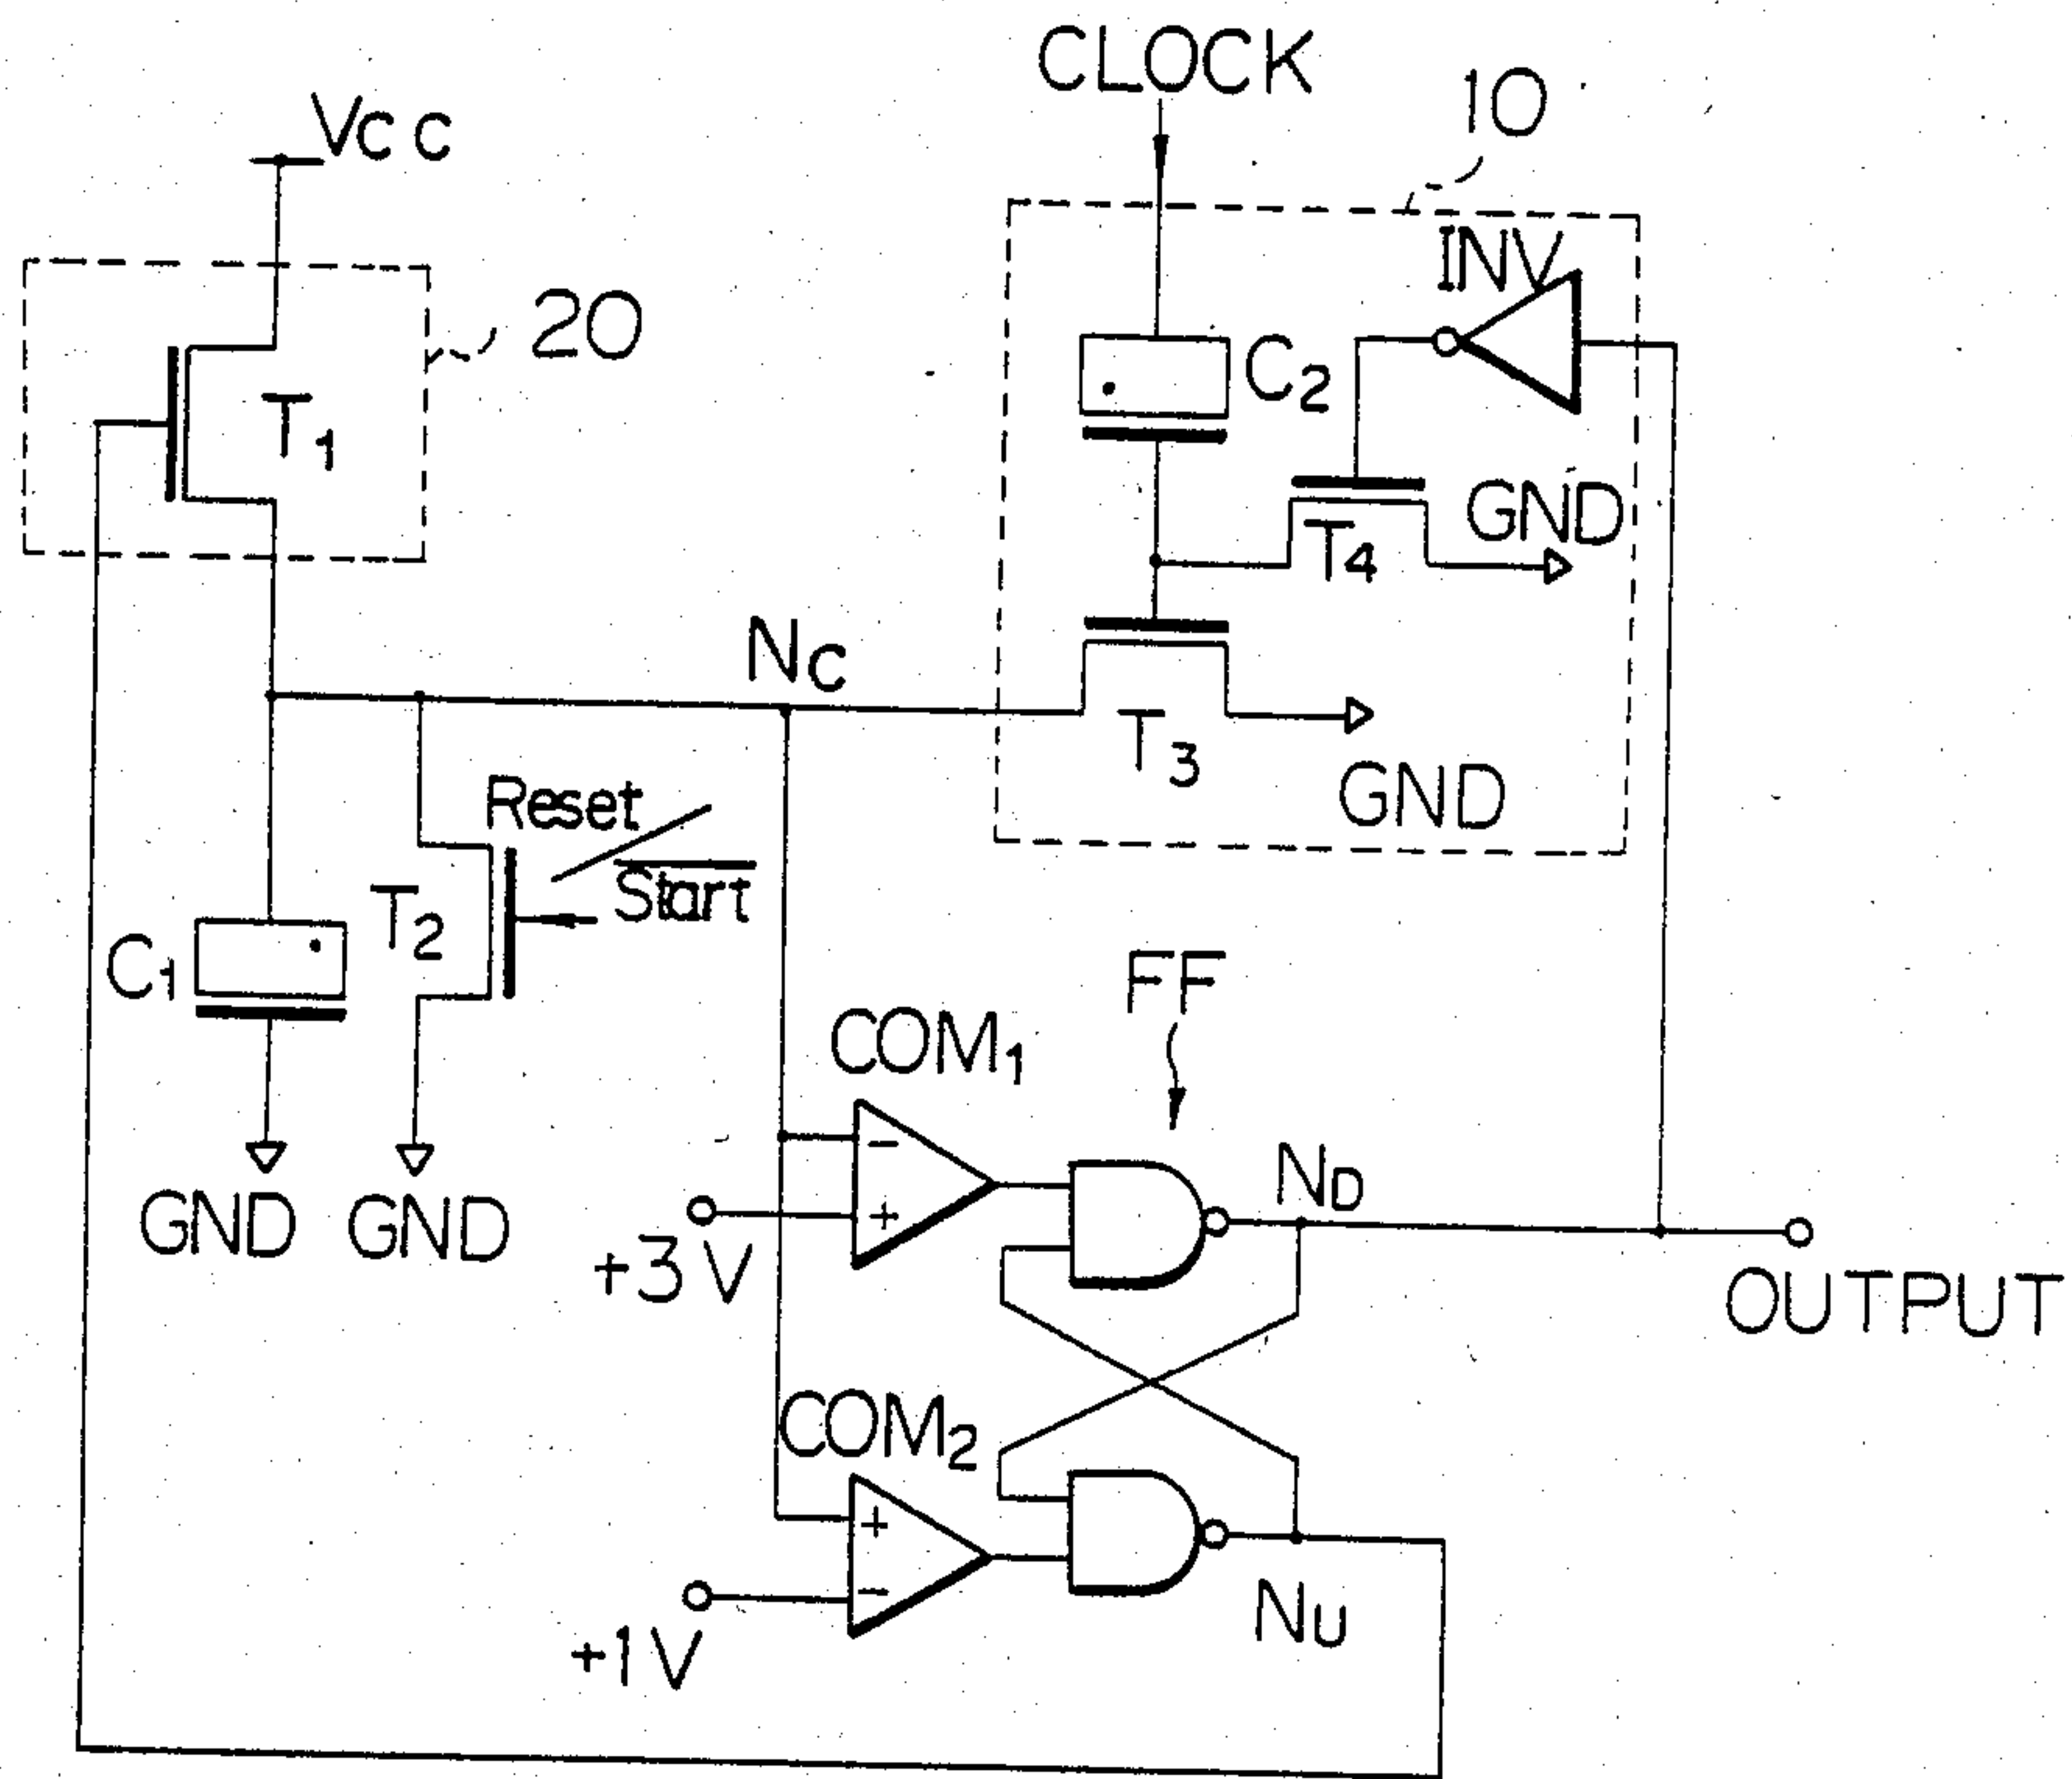 CLOCK
10
Vcc
INV
20
C2
T1
GND
T4
NC
T3
Reset
GND
Start
T2
C1
FF
COM1
ND
GND
GND
+3V
-
+
OUTPUT
COM2
+
-
NU
+1V